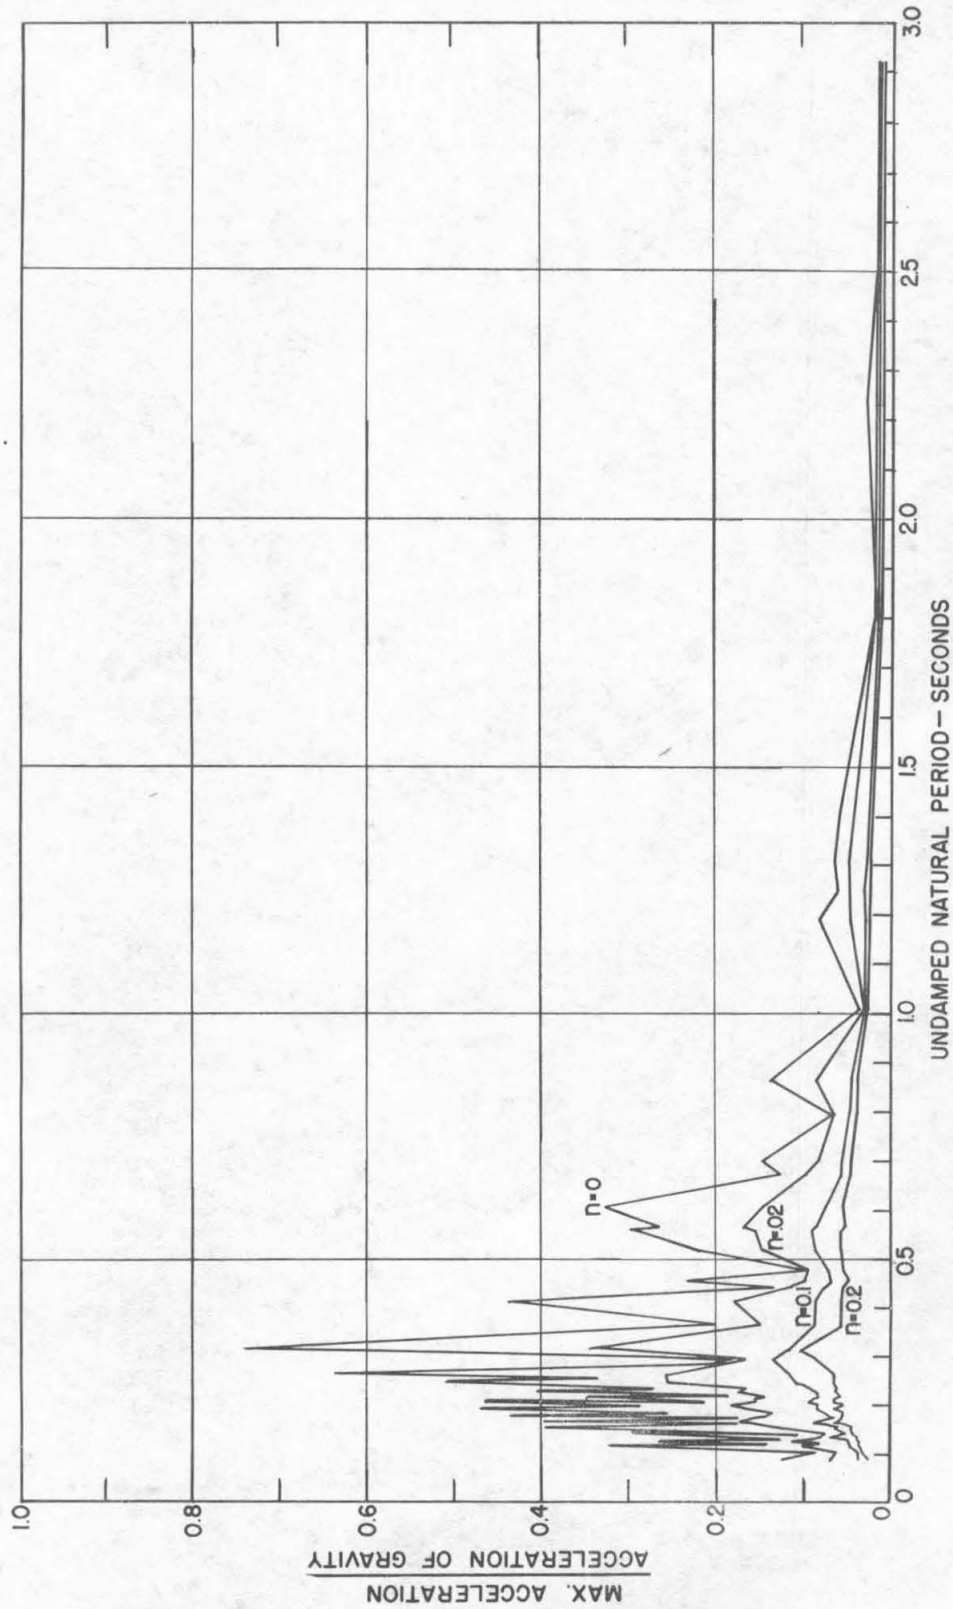 MAX. ACCELERATION
ACCELERATION OF GRAVITY
1.0
0.8
0.6
0.4
0.2
0
n=0
n=.02
n=0.1
n=0.2
0
0.5
1.0
1.5
2.0
2.5
3.0
UNDAMPED NATURAL PERIOD — SECONDS